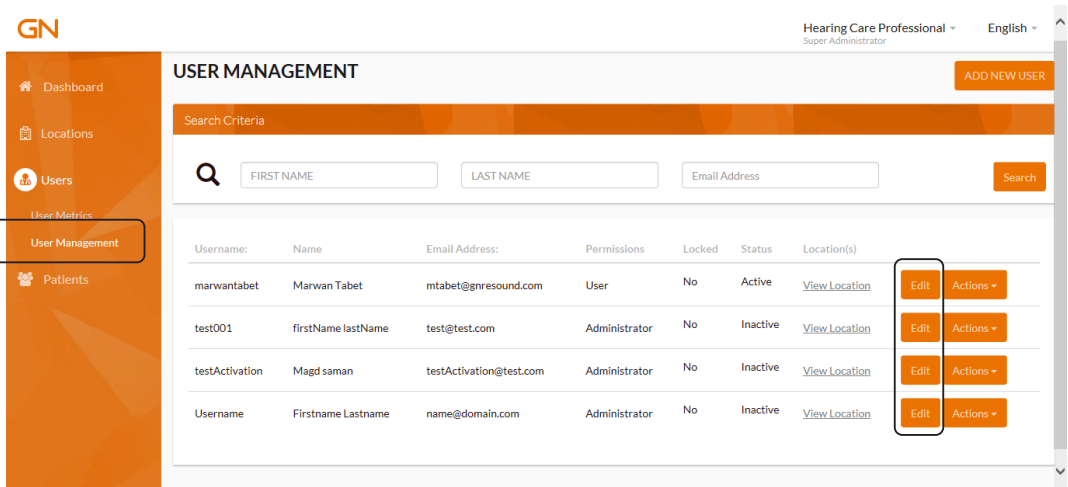 GN
Hearing Care Professional
Super Administrator
English
Dashboard
Locations
Users
User Metrics
User Management
Patients
USER MANAGEMENT
ADD NEW USER
Search Criteria
FIRST NAME LAST NAME Email Address Search
Username: Name Email Address: Permissions Locked Status Location(s)
marwantabet Marwan Tabet mtabet@gnresound.com User No Active View Location Edit Actions
test001 firstName lastName test@test.com Administrator No Inactive View Location Edit Actions
testActivation Magd saman testActivation@test.com Administrator No Inactive View Location Edit Actions
Username Firstname Lastname name@domain.com Administrator No Inactive View Location Edit Actions